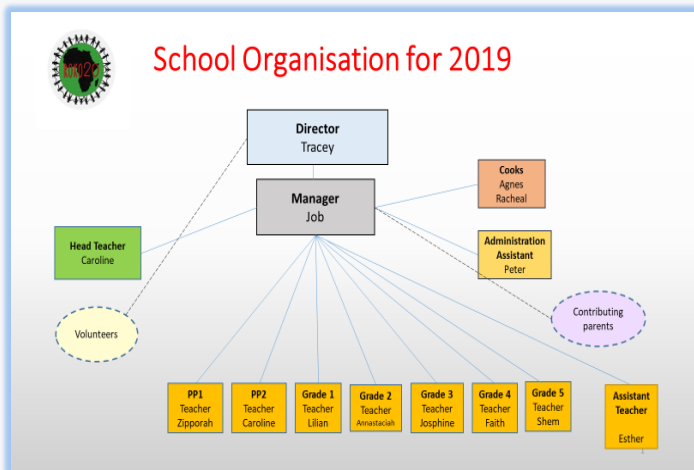 School Organisation for 2019
ROKO20
Director
Tracey
Manager
Job
Cooks
Agnes
Racheal
Head Teacher
Caroline
Administration
Assistant
Peter
Volunteers
Contributing
parents
PP1
Teacher
Zipporah
PP2
Teacher
Caroline
Grade 1
Teacher
Lilian
Grade 2
Teacher
Annastaciah
Grade 3
Teacher
Josphine
Grade 4
Teacher
Faith
Grade 5
Teacher
Shem
Assistant
Teacher
Esther